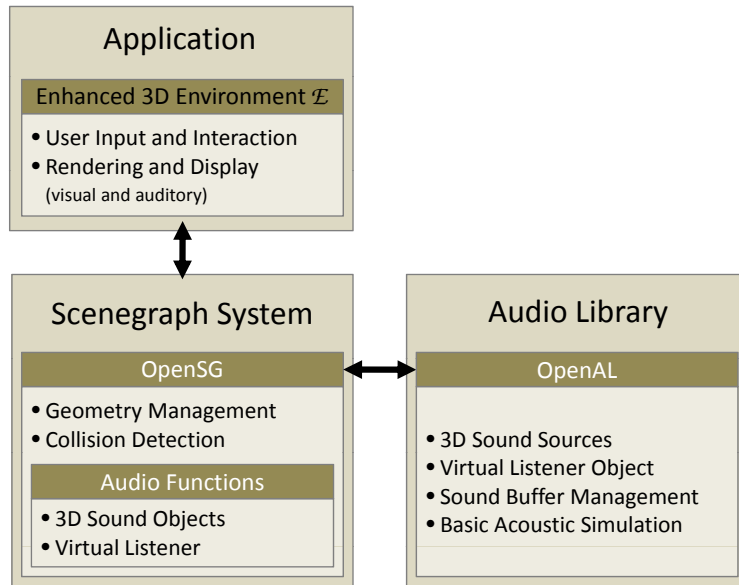 Application
Enhanced 3D Environment ℰ
• User Input and Interaction
• Rendering and Display
(visual and auditory)
Scenegraph System
OpenSG
• Geometry Management
• Collision Detection
Audio Functions
• 3D Sound Objects
• Virtual Listener
Audio Library
OpenAL
• 3D Sound Sources
• Virtual Listener Object
• Sound Buffer Management
• Basic Acoustic Simulation